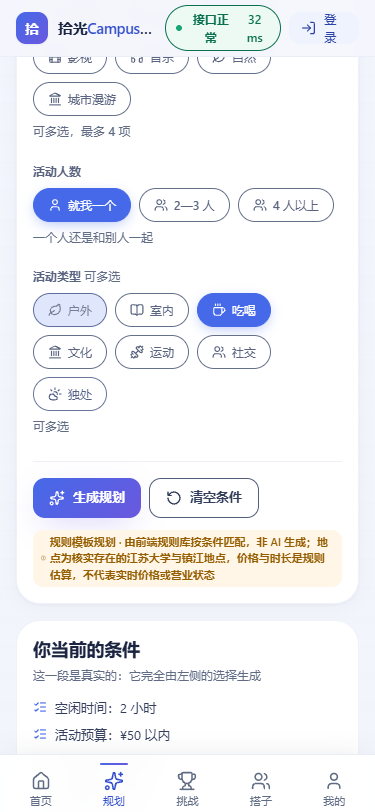 拾 拾光Campus... 接口正常 32 ms 登录
影视 音乐 自然
城市漫游
可多选，最多 4 项
活动人数
就我一个 2—3 人 4 人以上
一个人还是和别人一起
活动类型 可多选
户外 室内 吃喝
文化 运动 社交
独处
可多选
生成规划 清空条件
规则模板规划 · 由前端规则库按条件匹配，非 AI 生成；地
点为核实存在的江苏大学与镇江地点，价格与时长是规则
估算，不代表实时价格或营业状态
你当前的条件
这一段是真实的：它完全由左侧的选择生成
空闲时间：2 小时
活动预算：¥50 以内
首页 规划 挑战 搭子 我的